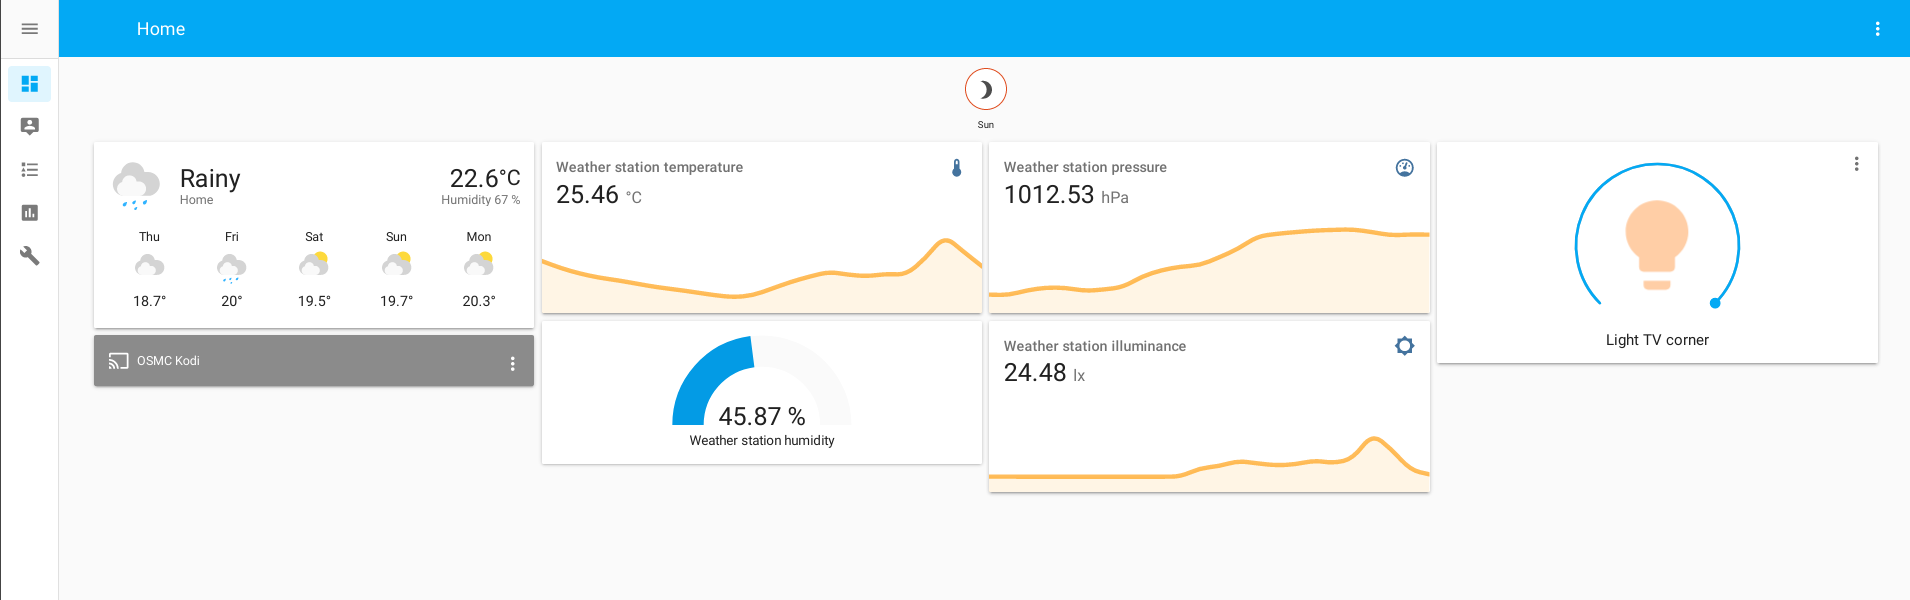 Home
Sun
Rainy
Home
22.6°C
Humidity 67 %
Thu Fri Sat Sun Mon
18.7° 20° 19.5° 19.7° 20.3°
OSMC Kodi
Weather station temperature
25.46 °C
45.87 %
Weather station humidity
Weather station pressure
1012.53 hPa
Weather station illuminance
24.48 lx
Light TV corner